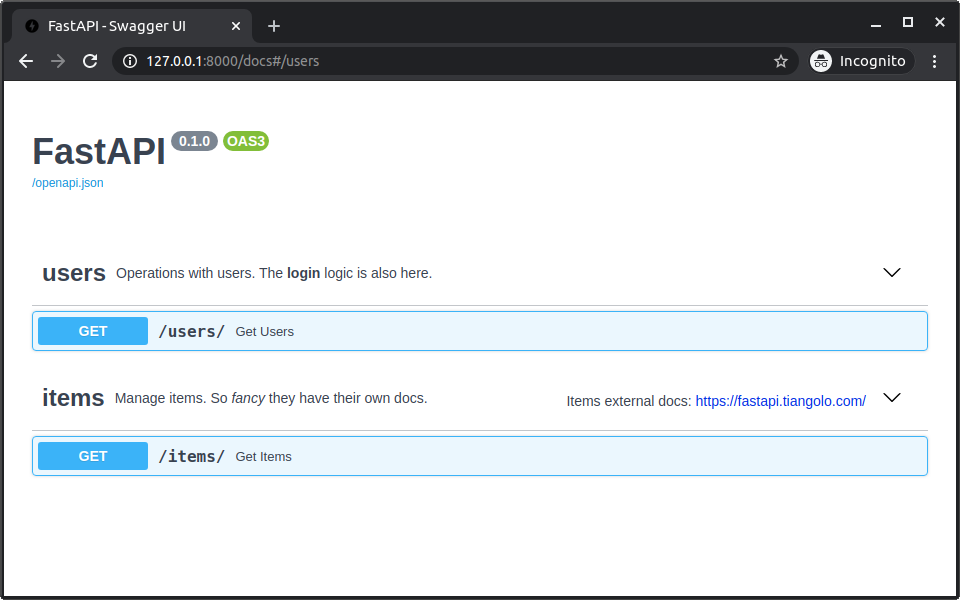 FastAPI - Swagger UI
127.0.0.1:8000/docs#/users
Incognito
FastAPI 0.1.0 OAS3
/openapi.json
users Operations with users. The login logic is also here.
GET /users/ Get Users
items Manage items. So fancy they have their own docs. Items external docs: https://fastapi.tiangolo.com/
GET /items/ Get Items